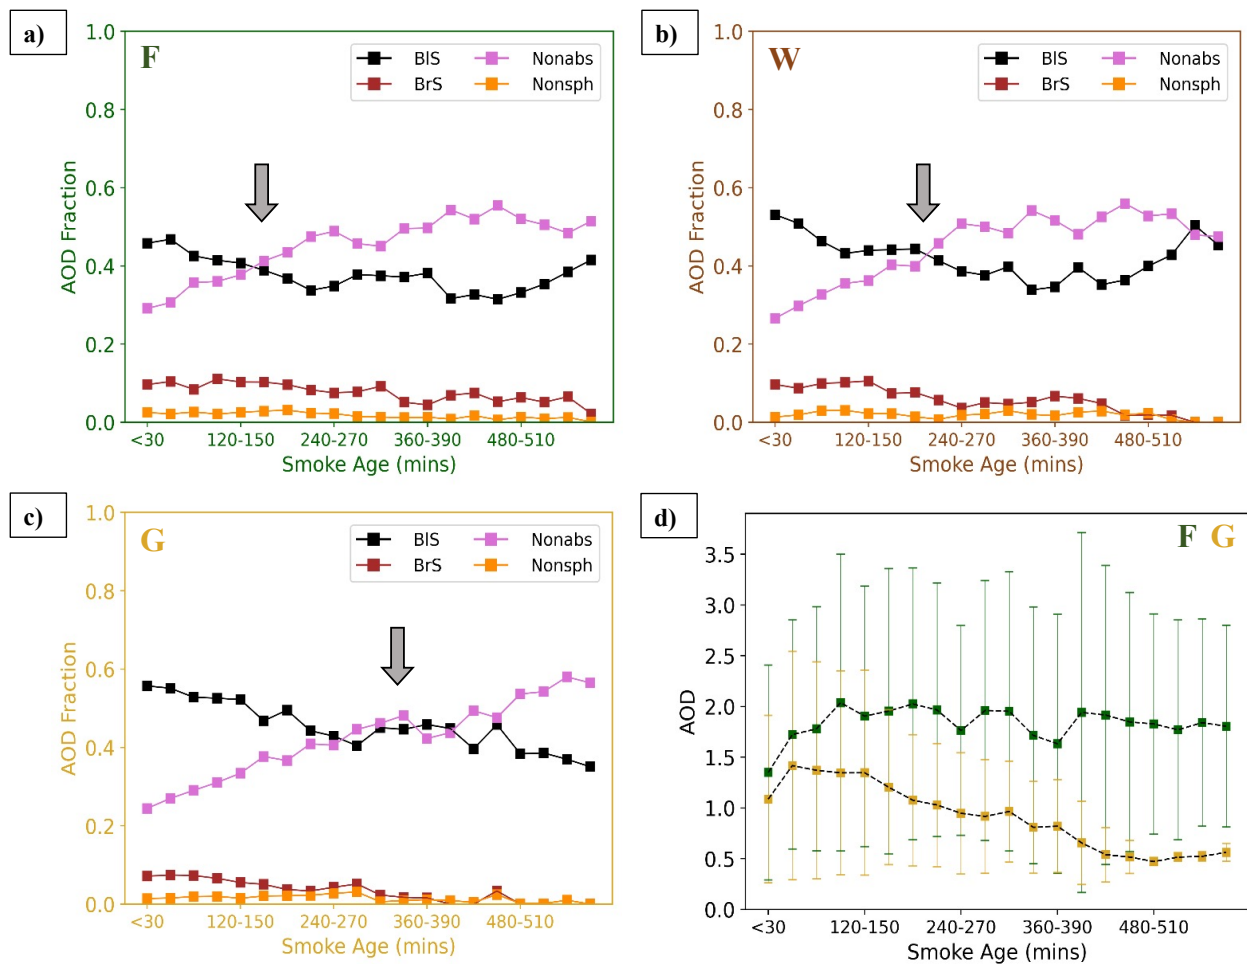 a)
F
BlS
Nonabs
BrS
Nonsph
1.0
0.8
0.6
0.4
0.2
0.0
AOD Fraction
<30
120-150
240-270
360-390
480-510
Smoke Age (mins)
b)
W
BlS
Nonabs
BrS
Nonsph
1.0
0.8
0.6
0.4
0.2
0.0
AOD Fraction
<30
120-150
240-270
360-390
480-510
Smoke Age (mins)
c)
G
BlS
Nonabs
BrS
Nonsph
1.0
0.8
0.6
0.4
0.2
0.0
AOD Fraction
<30
120-150
240-270
360-390
480-510
Smoke Age (mins)
d)
F G
3.5
3.0
2.5
2.0
1.5
1.0
0.5
0.0
AOD
<30
120-150
240-270
360-390
480-510
Smoke Age (mins)